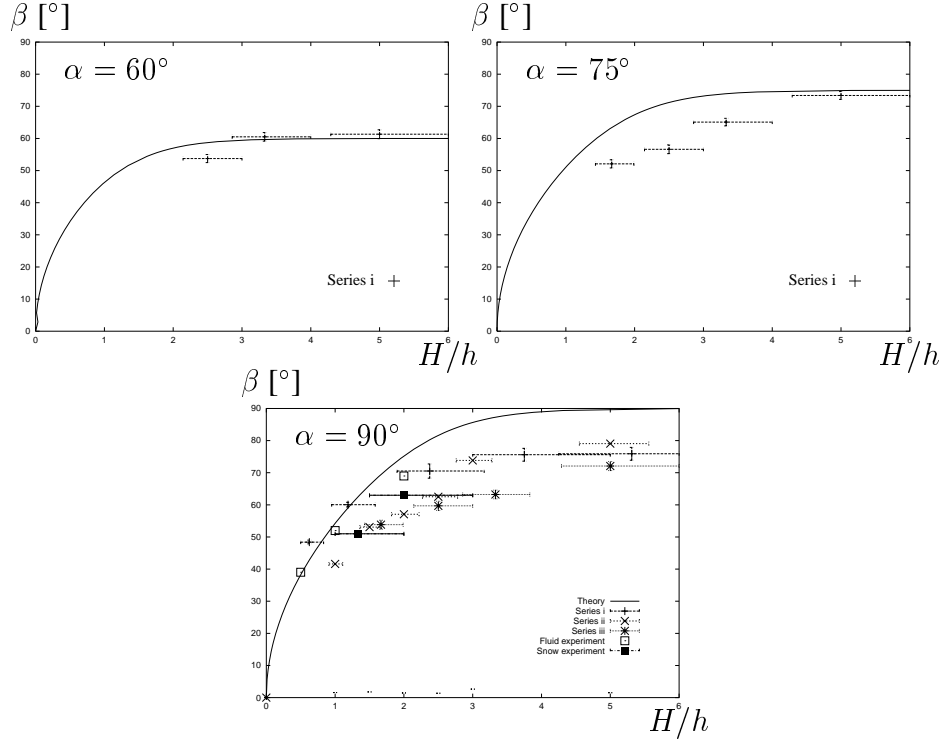 β [°]
β [°]
α = 60°
α = 75°
90
80
70
60
50
40
30
20
10
0
0 1 2 3 4 5 6
Series i
H/h
90
80
70
60
50
40
30
20
10
0
0 1 2 3 4 5 6
Series i
H/h
β [°]
α = 90°
90
80
70
60
50
40
30
20
10
0
Theory
Series i
Series ii
Series iii
Fluid experiment
Snow experiment
0 1 2 3 4 5 6
H/h